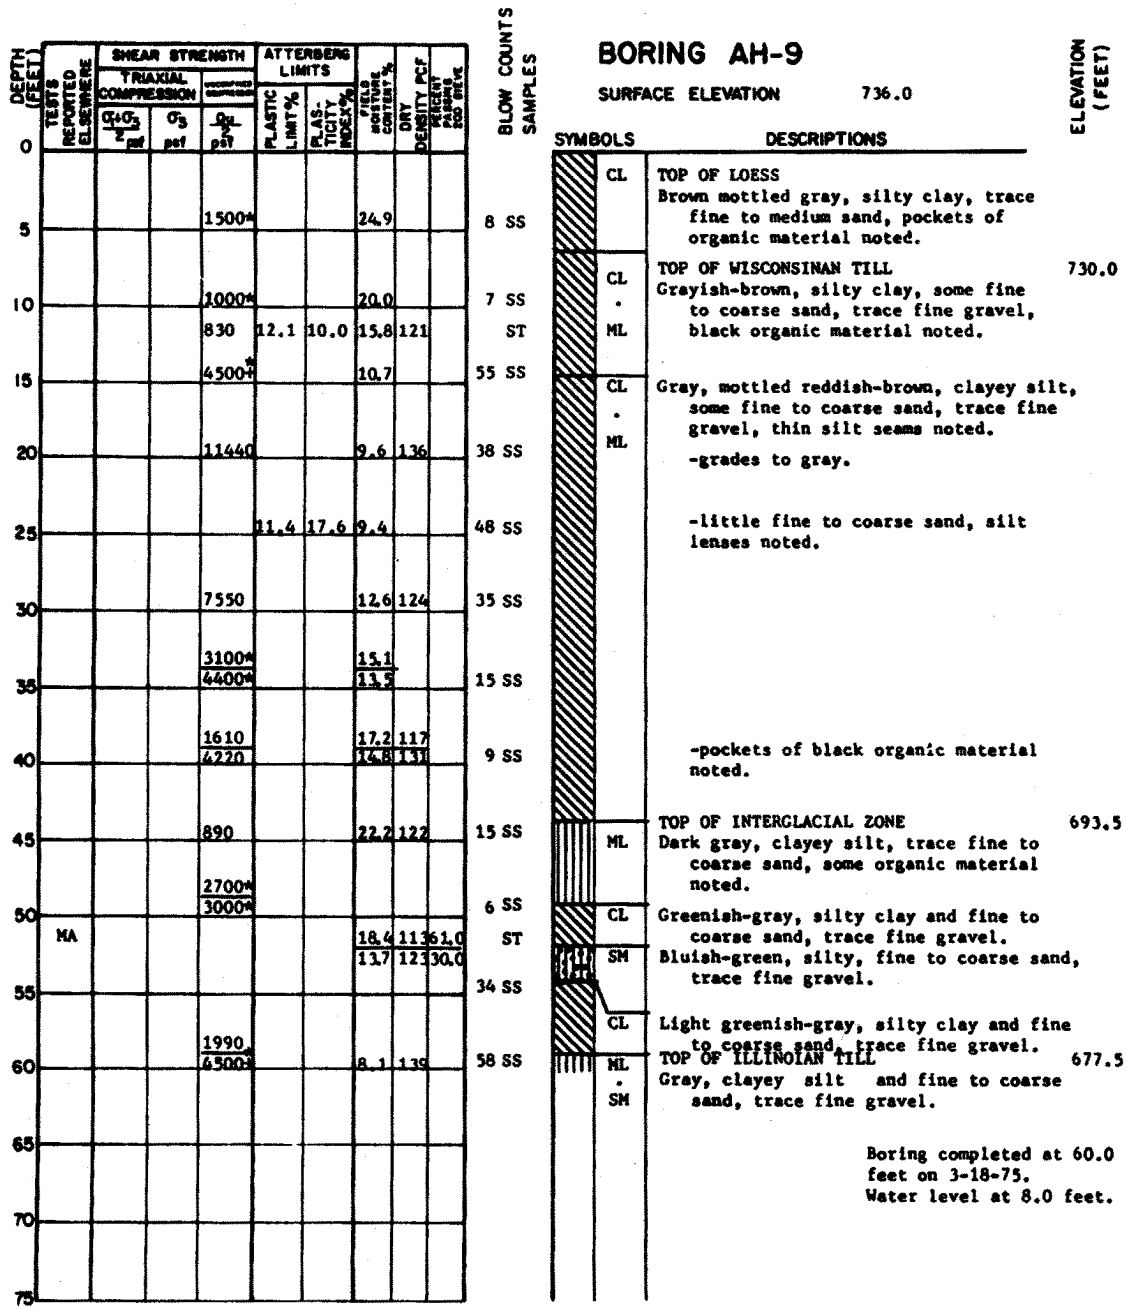 BORING AH-9
SURFACE ELEVATION 736.0
DEPTH (FEET)
TESTS REPORTED ELSEWHERE
SHEAR STRENGTH
TRIAXIAL COMPRESSION
psf
psf
psf
ATTERBERG LIMITS
PLASTIC LIMIT%
PLAS-TICITY INDEX%
FIELD MOISTURE CONTENT %
DRY DENSITY PCF
PERCENT PASSING 200 SIEVE
BLOW COUNTS
SAMPLES
SYMBOLS
DESCRIPTIONS
ELEVATION (FEET)
0
CL TOP OF LOESS
Brown mottled gray, silty clay, trace
fine to medium sand, pockets of
organic material noted.
1500* 24.9 8 SS
5
TOP OF WISCONSINAN TILL 730.0
CL
Grayish-brown, silty clay, some fine
to coarse sand, trace fine gravel,
ML black organic material noted.
1000* 20.0 7 SS
10
830 12.1 10.0 15.8 121 ST
4500+* 10.7 55 SS
15
CL Gray, mottled reddish-brown, clayey silt,
some fine to coarse sand, trace fine
ML gravel, thin silt seams noted.
-grades to gray.
11440 9.6 136 38 SS
20
-little fine to coarse sand, silt
lenses noted.
11.4 17.6 9.4 48 SS
25
7550 12.6 124 35 SS
30
3100* 15.1
4400* 13.5 15 SS
35
1610 17.2 117
4220 14.8 131 9 SS
40
-pockets of black organic material
noted.
TOP OF INTERGLACIAL ZONE 693.5
ML Dark gray, clayey silt, trace fine to
coarse sand, some organic material
noted.
890 22.2 122 15 SS
45
2700*
3000* 6 SS
50
CL Greenish-gray, silty clay and fine to
coarse sand, trace fine gravel.
MA 18.4 113 61.0 ST
13.7 123 30.0
SM Bluish-green, silty, fine to coarse sand,
trace fine gravel.
34 SS
55
CL Light greenish-gray, silty clay and fine
to coarse sand, trace fine gravel.
1990
4500+* 8.1 139 58 SS
60
TOP OF ILLINOIAN TILL 677.5
ML
Gray, clayey silt and fine to coarse
SM sand, trace fine gravel.
65
Boring completed at 60.0
feet on 3-18-75.
Water level at 8.0 feet.
70
75